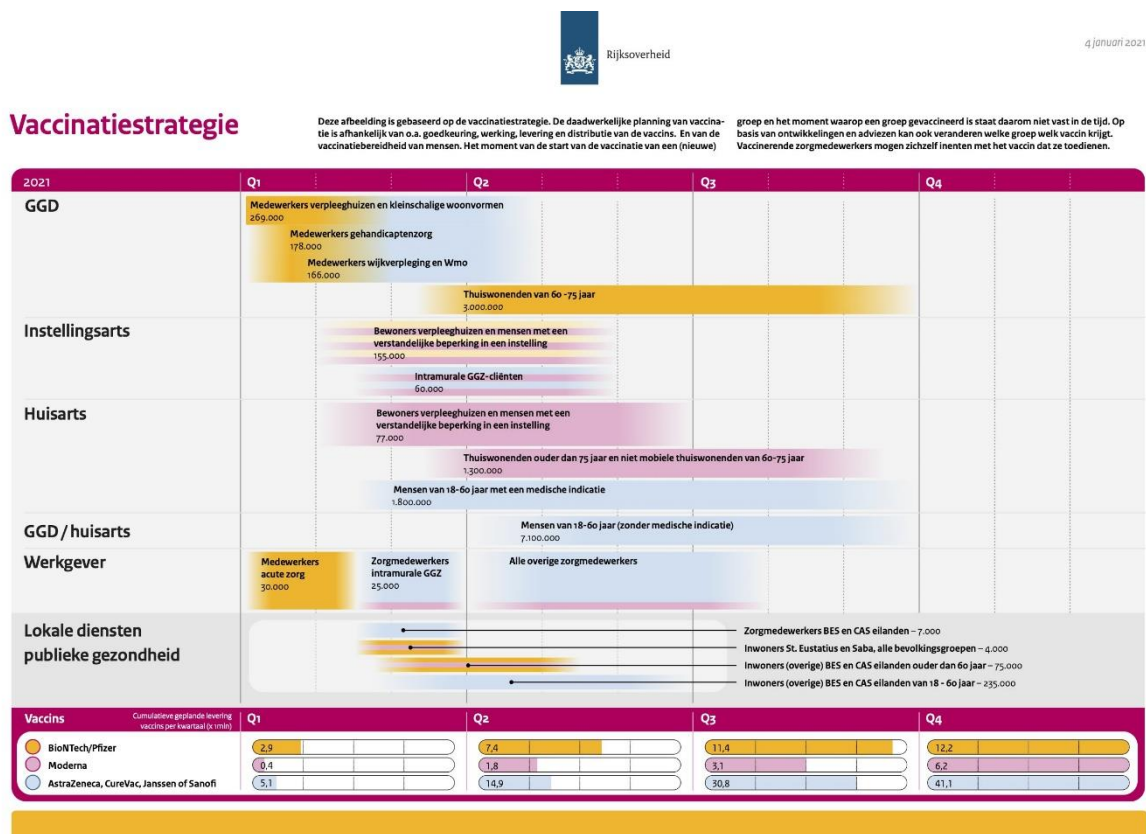 Rijksoverheid
4 januari 2021
Vaccinatiestrategie
Deze afbeelding is gebaseerd op de vaccinatiestrategie. De daadwerkelijke planning van vaccina-
tie is afhankelijk van o.a. goedkeuring, werking, levering en distributie van de vaccins. En van de
vaccinatiebereidheid van mensen. Het moment van de start van de vaccinatie van een (nieuwe)
groep en het moment waarop een groep gevaccineerd is staat daarom niet vast in de tijd. Op
basis van ontwikkelingen en adviezen kan ook veranderen welke groep welk vaccin krijgt.
Vaccinerende zorgmedewerkers mogen zichzelf inenten met het vaccin dat ze toedienen.
2021 Q1 Q2 Q3 Q4
GGD
Medewerkers verpleeghuizen en kleinschalige woonvormen
269.000
Medewerkers gehandicaptenzorg
178.000
Medewerkers wijkverpleging en Wmo
166.000
Thuiswonenden van 60 -75 jaar
3.000.000
Instellingsarts
Bewoners verpleeghuizen en mensen met een
verstandelijke beperking in een instelling
155.000
Intramurale GGZ-cliënten
60.000
Huisarts
Bewoners verpleeghuizen en mensen met een
verstandelijke beperking in een instelling
77.000
Thuiswonenden ouder dan 75 jaar en niet mobiele thuiswonenden van 60-75 jaar
1.300.000
Mensen van 18-60 jaar met een medische indicatie
1.800.000
GGD / huisarts
Mensen van 18-60 jaar (zonder medische indicatie)
7.100.000
Werkgever
Medewerkers
acute zorg
30.000
Zorgmedewerkers
intramurale GGZ
25.000
Alle overige zorgmedewerkers
Lokale diensten
publieke gezondheid
Zorgmedewerkers BES en CAS eilanden – 7.000
Inwoners St. Eustatius en Saba, alle bevolkingsgroepen – 4.000
Inwoners (overige) BES en CAS eilanden ouder dan 60 jaar – 75.000
Inwoners (overige) BES en CAS eilanden van 18 - 60 jaar – 235.000
Vaccins
Cumulatieve geplande levering
vaccins per kwartaal (x 1mln)
Q1 Q2 Q3 Q4
BioNTech/Pfizer 2,9 7,4 11,4 12,2
Moderna 0,4 1,8 3,1 6,2
AstraZeneca, CureVac, Janssen of Sanofi 5,1 14,9 30,8 41,1